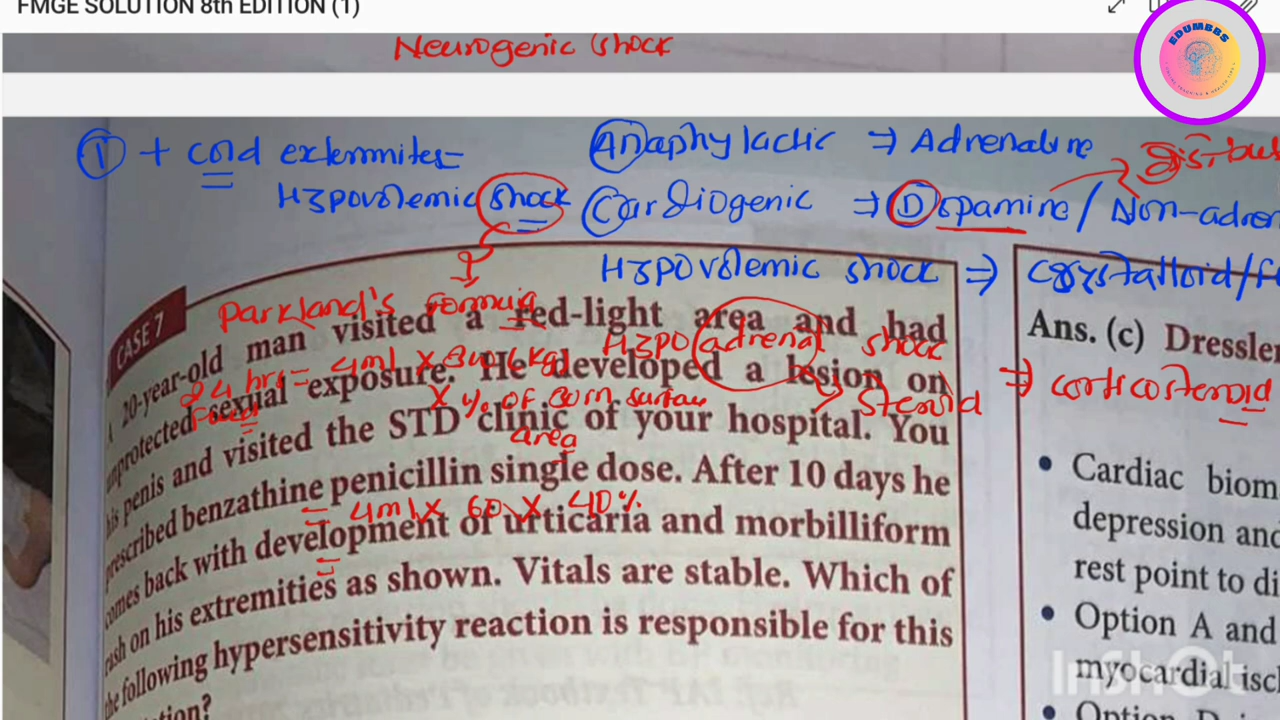 FMGE SOLUTION 8th EDITION (1)
Neurogenic shock
EDUMBBS
① + cold extemmites
Anaphylactic ⇒ Adrenaline
Hypovolemic shock
Cardiogenic ⇒ Dopamine / Non-adren
Hypovolemic shock ⇒ crystalloid/
Parkland's Formula
Hypo adrenal shock
24 hrs = 4ml ×
Steroid ⇒ corticosteroid
X % OF Burn surface
area
4ml X 60 X 40%
CASE 7
20-year-old man visited a red-light area and had
unprotected sexual exposure. He developed a lesion on
his penis and visited the STD clinic of your hospital. You
prescribed benzathine penicillin single dose. After 10 days he
comes back with development of urticaria and morbilliform
rash on his extremities as shown. Vitals are stable. Which of
the following hypersensitivity reaction is responsible for this
Ans. (c) Dressler
• Cardiac biom
depression and
rest point to di
• Option A and
myocardial isch
• Option
InShot